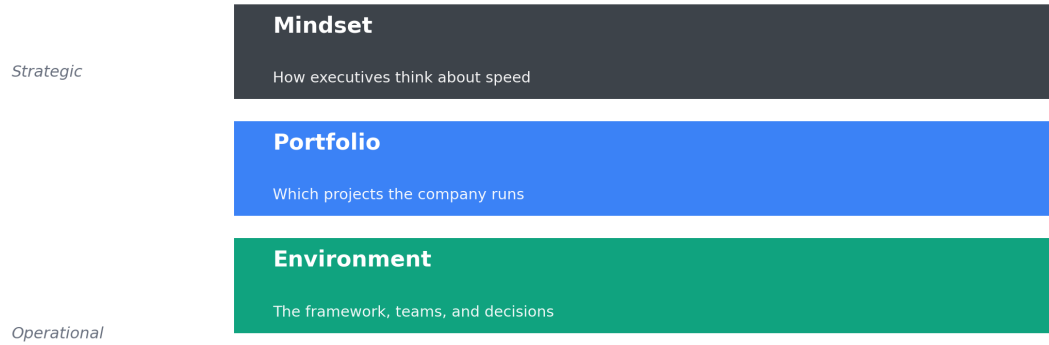 Mindset
Strategic
How executives think about speed
Portfolio
Which projects the company runs
Environment
The framework, teams, and decisions
Operational